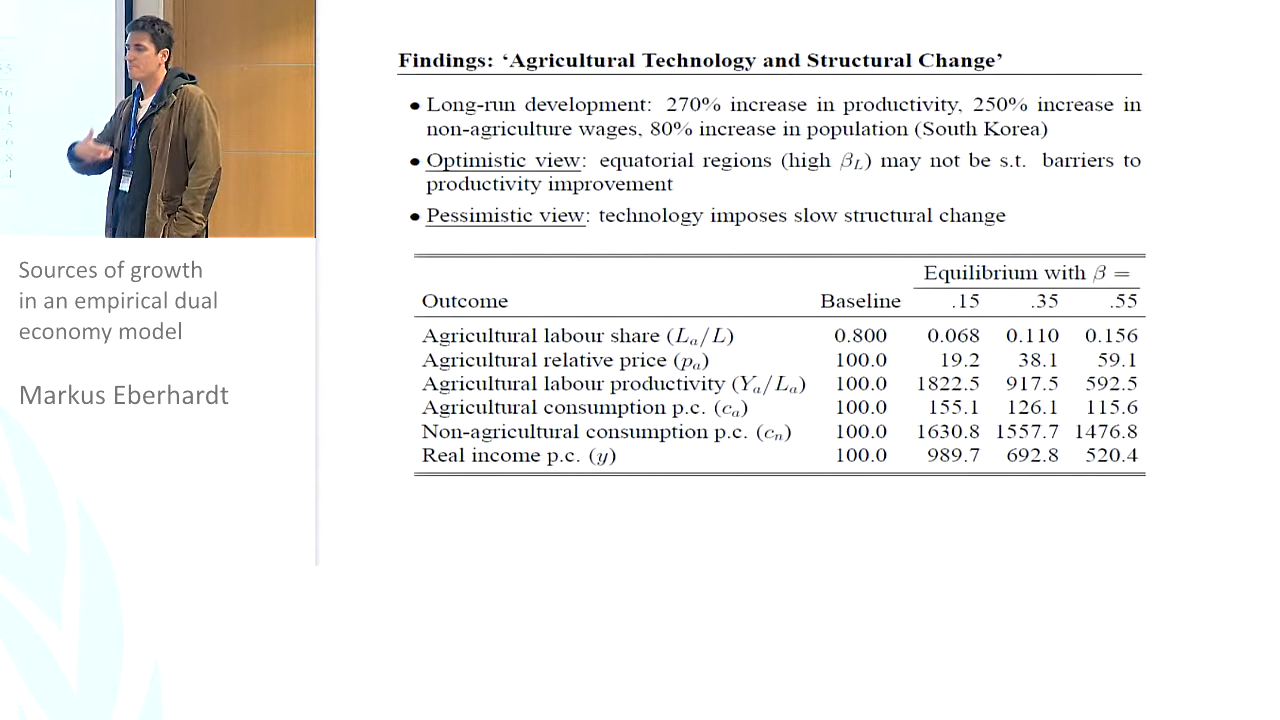 Findings: ‘Agricultural Technology and Structural Change’
• Long-run development: 270% increase in productivity, 250% increase in
non-agriculture wages, 80% increase in population (South Korea)
• Optimistic view: equatorial regions (high β_L) may not be s.t. barriers to
productivity improvement
• Pessimistic view: technology imposes slow structural change
Sources of growth
in an empirical dual
economy model
Markus Eberhardt
Equilibrium with β =
Outcome Baseline .15 .35 .55
Agricultural labour share (L_a/L) 0.800 0.068 0.110 0.156
Agricultural relative price (p_a) 100.0 19.2 38.1 59.1
Agricultural labour productivity (Y_a/L_a) 100.0 1822.5 917.5 592.5
Agricultural consumption p.c. (c_a) 100.0 155.1 126.1 115.6
Non-agricultural consumption p.c. (c_n) 100.0 1630.8 1557.7 1476.8
Real income p.c. (y) 100.0 989.7 692.8 520.4